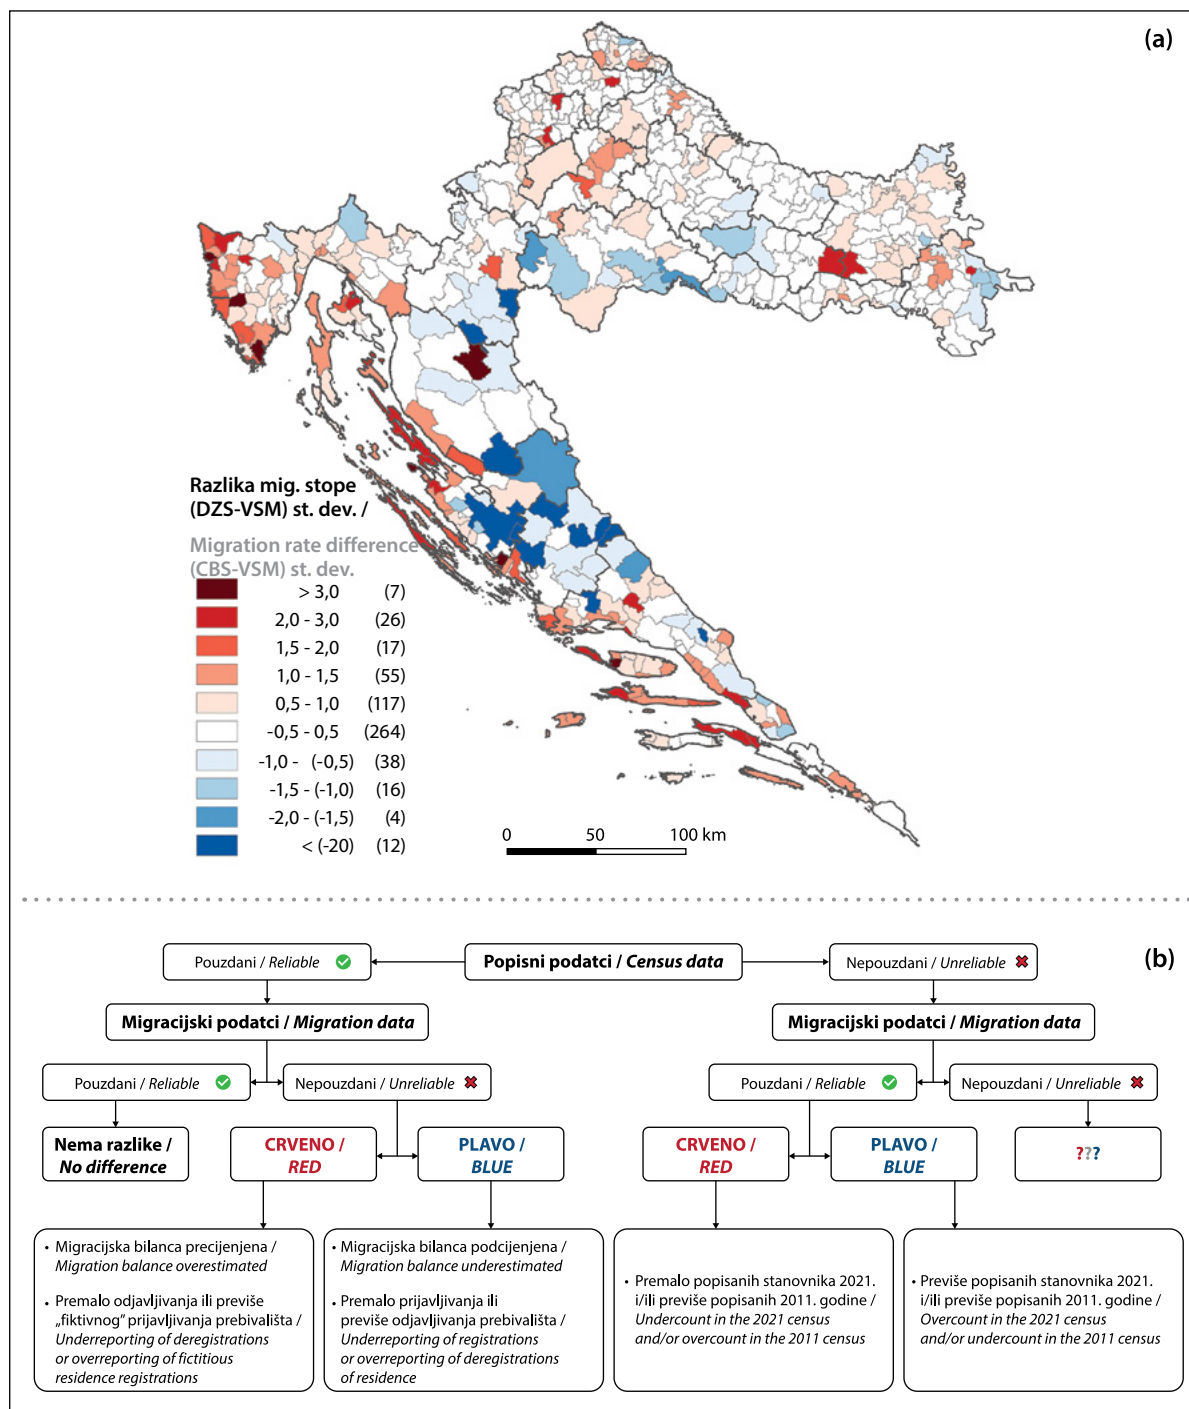 (a)
Razlika mig. stope
(DZS-VSM) st. dev. /
Migration rate difference
(CBS-VSM) st. dev.
> 3,0 (7)
2,0 - 3,0 (26)
1,5 - 2,0 (17)
1,0 - 1,5 (55)
0,5 - 1,0 (117)
-0,5 - 0,5 (264)
-1,0 - (-0,5) (38)
-1,5 - (-1,0) (16)
-2,0 - (-1,5) (4)
< (-20) (12)
0 50 100 km
(b)
Popisni podatci / Census data
Pouzdani / Reliable
Nepouzdani / Unreliable
Migracijski podatci / Migration data
Migracijski podatci / Migration data
Pouzdani / Reliable
Nepouzdani / Unreliable
Pouzdani / Reliable
Nepouzdani / Unreliable
Nema razlike /
No difference
CRVENO /
RED
PLAVO /
BLUE
CRVENO /
RED
PLAVO /
BLUE
???
• Migracijska bilanca precijenjena /
Migration balance overestimated
• Premalo odjavljivanja ili previše
„fiktivnog” prijavljivanja prebivališta /
Underreporting of deregistrations
or overreporting of fictitious
residence registrations
• Migracijska bilanca podcijenjena /
Migration balance underestimated
• Premalo prijavljivanja ili
previše odjavljivanja prebivališta /
Underreporting of registrations
or overreporting of deregistrations
of residence
• Premalo popisanih stanovnika 2021.
i/ili previše popisanih 2011. godine /
Undercount in the 2021 census
and/or overcount in the 2011 census
• Previše popisanih stanovnika 2021.
i/ili previše popisanih 2011. godine /
Overcount in the 2021 census
and/or undercount in the 2011 census